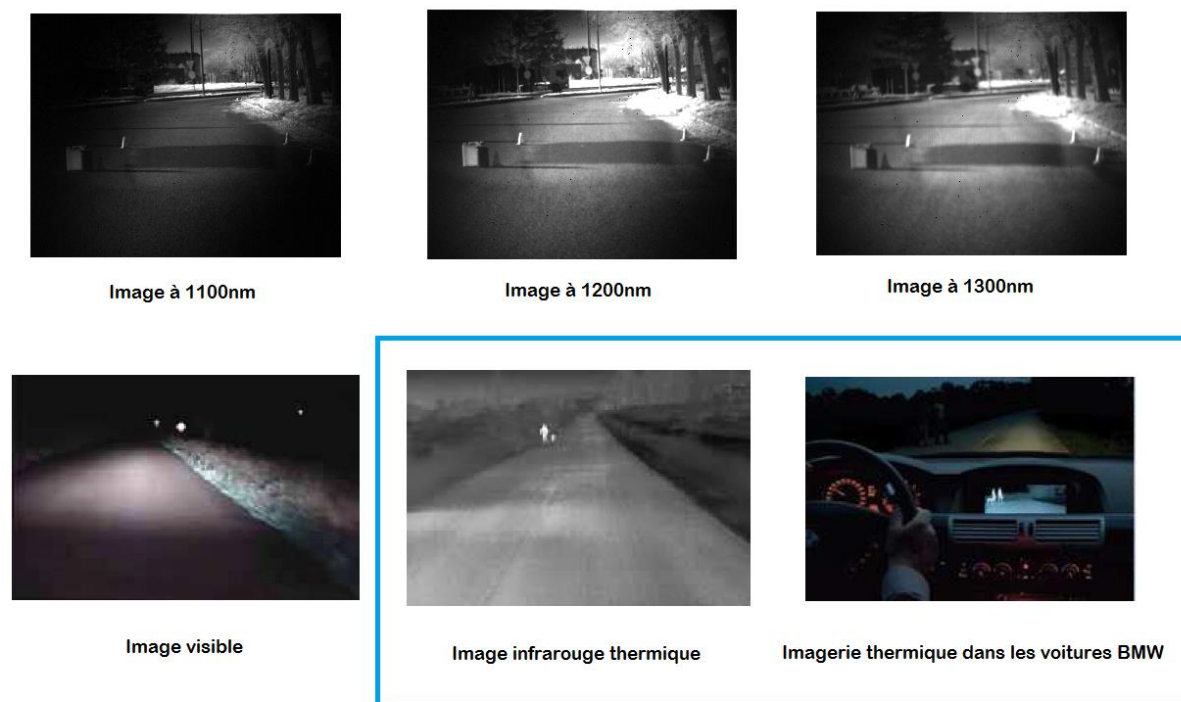 Image à 1100nm
Image à 1200nm
Image à 1300nm
Image visible
Image infrarouge thermique
Imagerie thermique dans les voitures BMW